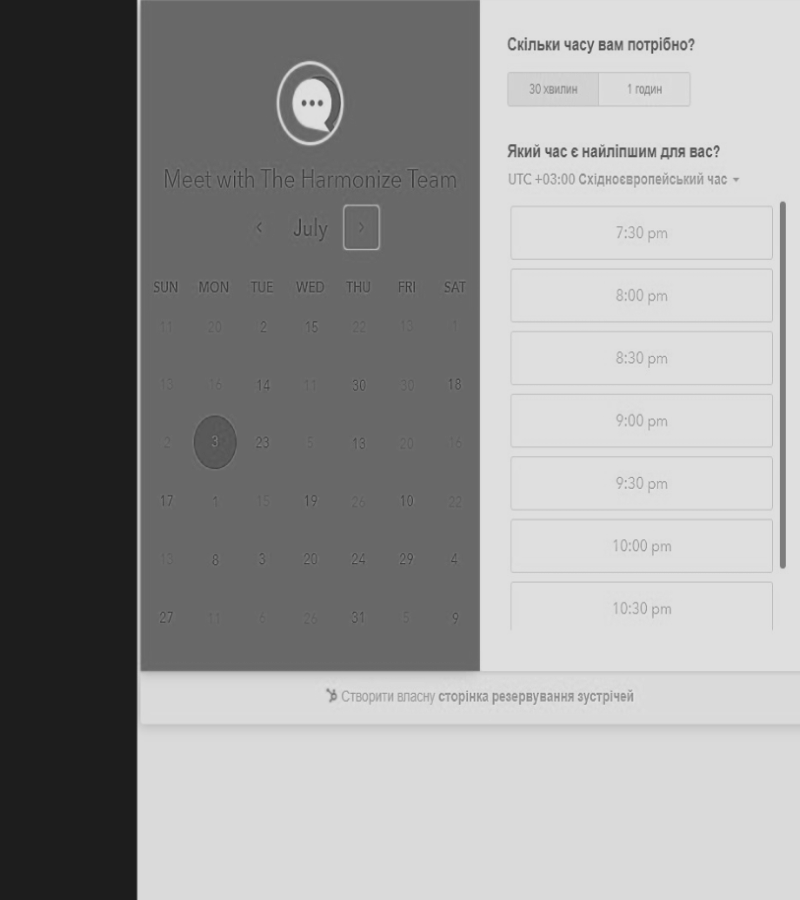 Meet with The Harmonize Team
July
SUN MON TUE WED THU FRI SAT
11 20 2 15 22 13 1
13 16 14 11 30 30 18
2 3 23 5 13 20 16
17 1 15 19 26 10 22
13 8 3 20 24 29 4
27 11 6 26 31 5 9
Скільки часу вам потрібно?
30 хвилин 1 годин
Який час є найліпшим для вас?
UTC +03:00 Східноєвропейський час
7:30 pm
8:00 pm
8:30 pm
9:00 pm
9:30 pm
10:00 pm
10:30 pm
Створити власну сторінка резервування зустрічей